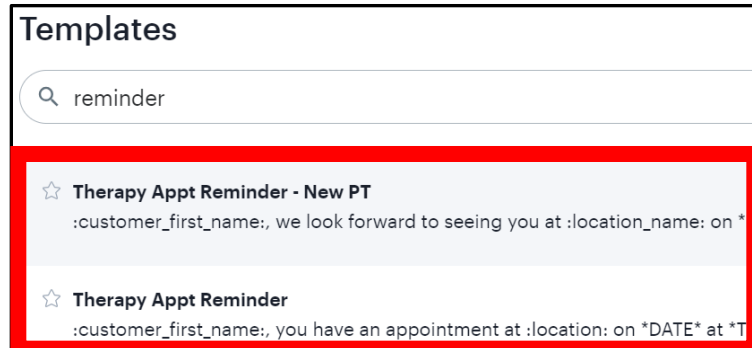 Templates
reminder
Therapy Appt Reminder - New PT
:customer_first_name:, we look forward to seeing you at :location_name: on *
Therapy Appt Reminder
:customer_first_name:, you have an appointment at :location: on *DATE* at *T